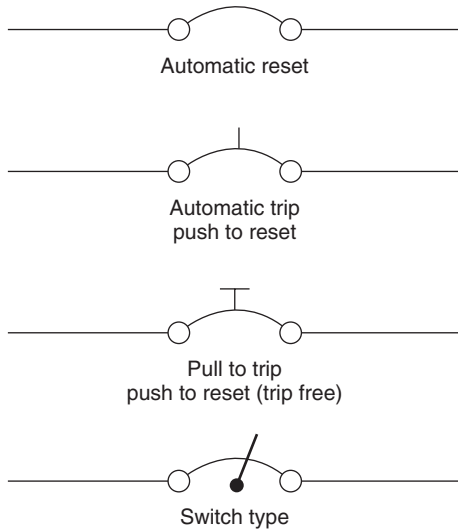 Automatic reset
Automatic trip
push to reset
Pull to trip
push to reset (trip free)
Switch type